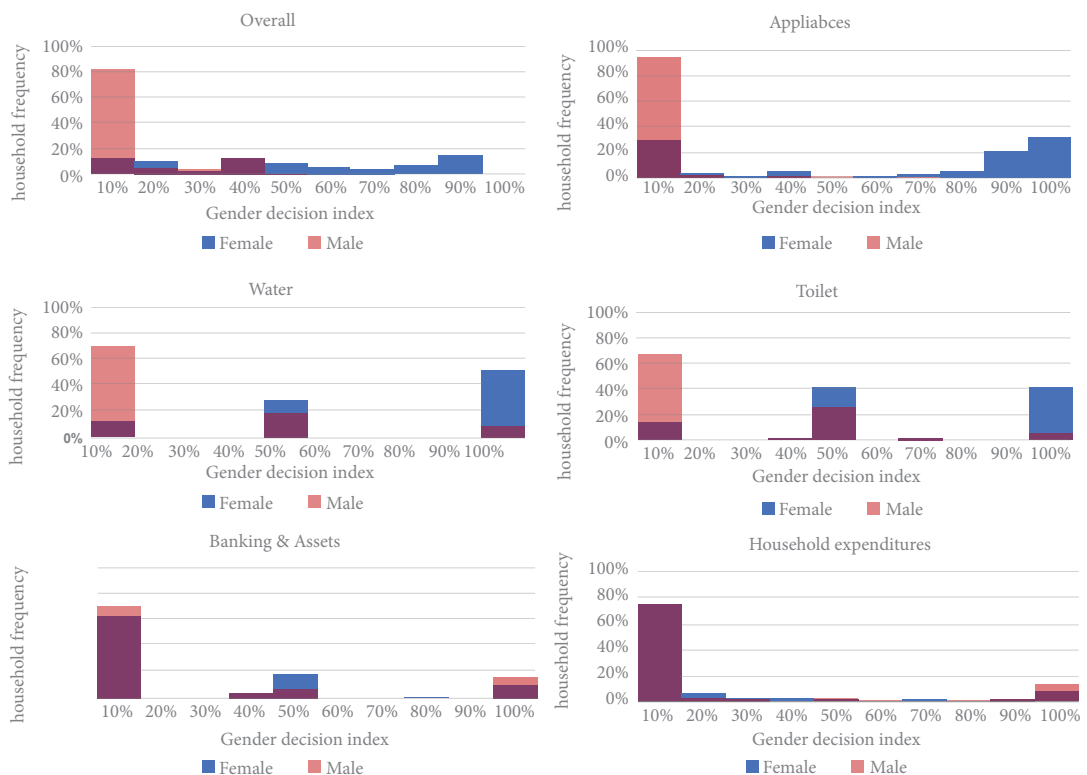 Overall
household frequency
100%
80%
60%
40%
20%
0%
10% 20% 30% 40% 50% 60% 70% 80% 90% 100%
Gender decision index
Female Male
Appliabces
household frequency
100%
80%
60%
40%
20%
0%
10% 20% 30% 40% 50% 60% 70% 80% 90% 100%
Gender decision index
Female Male
Water
household frequency
100%
80%
60%
40%
20%
0%
10% 20% 30% 40% 50% 60% 70% 80% 90% 100%
Gender decision index
Female Male
Toilet
household frequency
100%
80%
60%
40%
20%
0%
10% 20% 30% 40% 50% 60% 70% 80% 90% 100%
Gender decision index
Female Male
Banking & Assets
household frequency
10% 20% 30% 40% 50% 60% 70% 80% 90% 100%
Gender decision index
Female Male
Household expenditures
household frequency
100%
80%
60%
40%
20%
0%
10% 20% 30% 40% 50% 60% 70% 80% 90% 100%
Gender decision index
Female Male